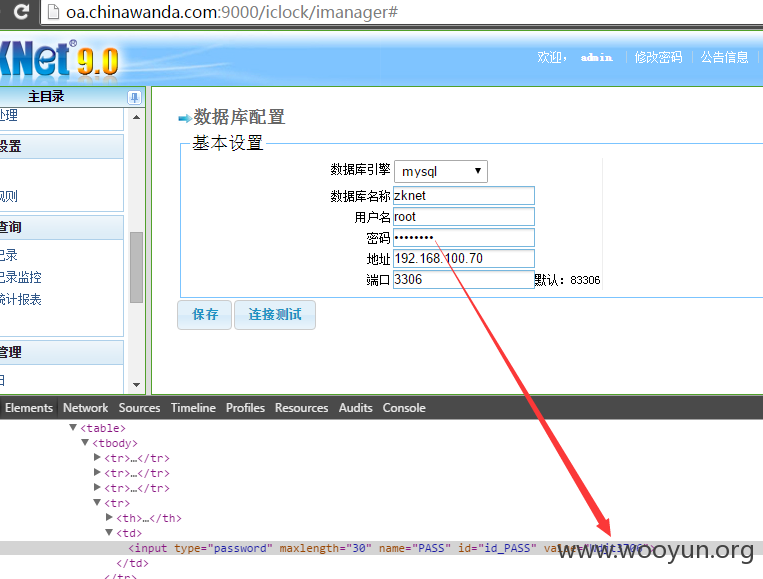 oa.chinawanda.com:9000/iclock/imanager#
KNet® 9.0
欢迎， admin | 修改密码 | 公告信息
主目录
处理
设置
规则
查询
记录
记录监控
统计报表
管理
数据库配置
基本设置
数据库引擎 mysql
数据库名称 zknet
用户名 root
密码 ••••••••
地址 192.168.100.70
端口 3306 默认：83306
保存 连接测试
Elements Network Sources Timeline Profiles Resources Audits Console
<table>
<tbody>
<tr>…</tr>
<tr>…</tr>
<tr>…</tr>
<tr>
<th>…</th>
<td>
<input type="password" maxlength="30" name="PASS" id="id_PASS"
</td>
</tr>
www.wooyun.org